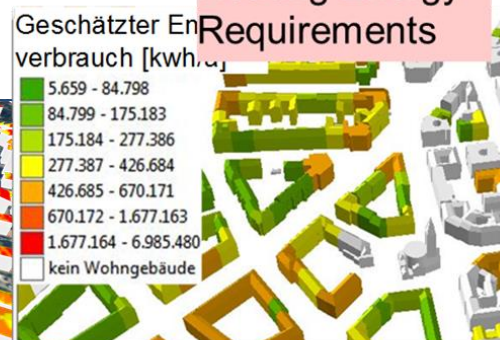 Requirements
Geschätzter
verbrauch [kwh/a]
5.659 - 84.798
84.799 - 175.183
175.184 - 277.386
277.387 - 426.684
426.685 - 670.171
670.172 - 1.677.163
1.677.164 - 6.985.480
kein Wohngebäude